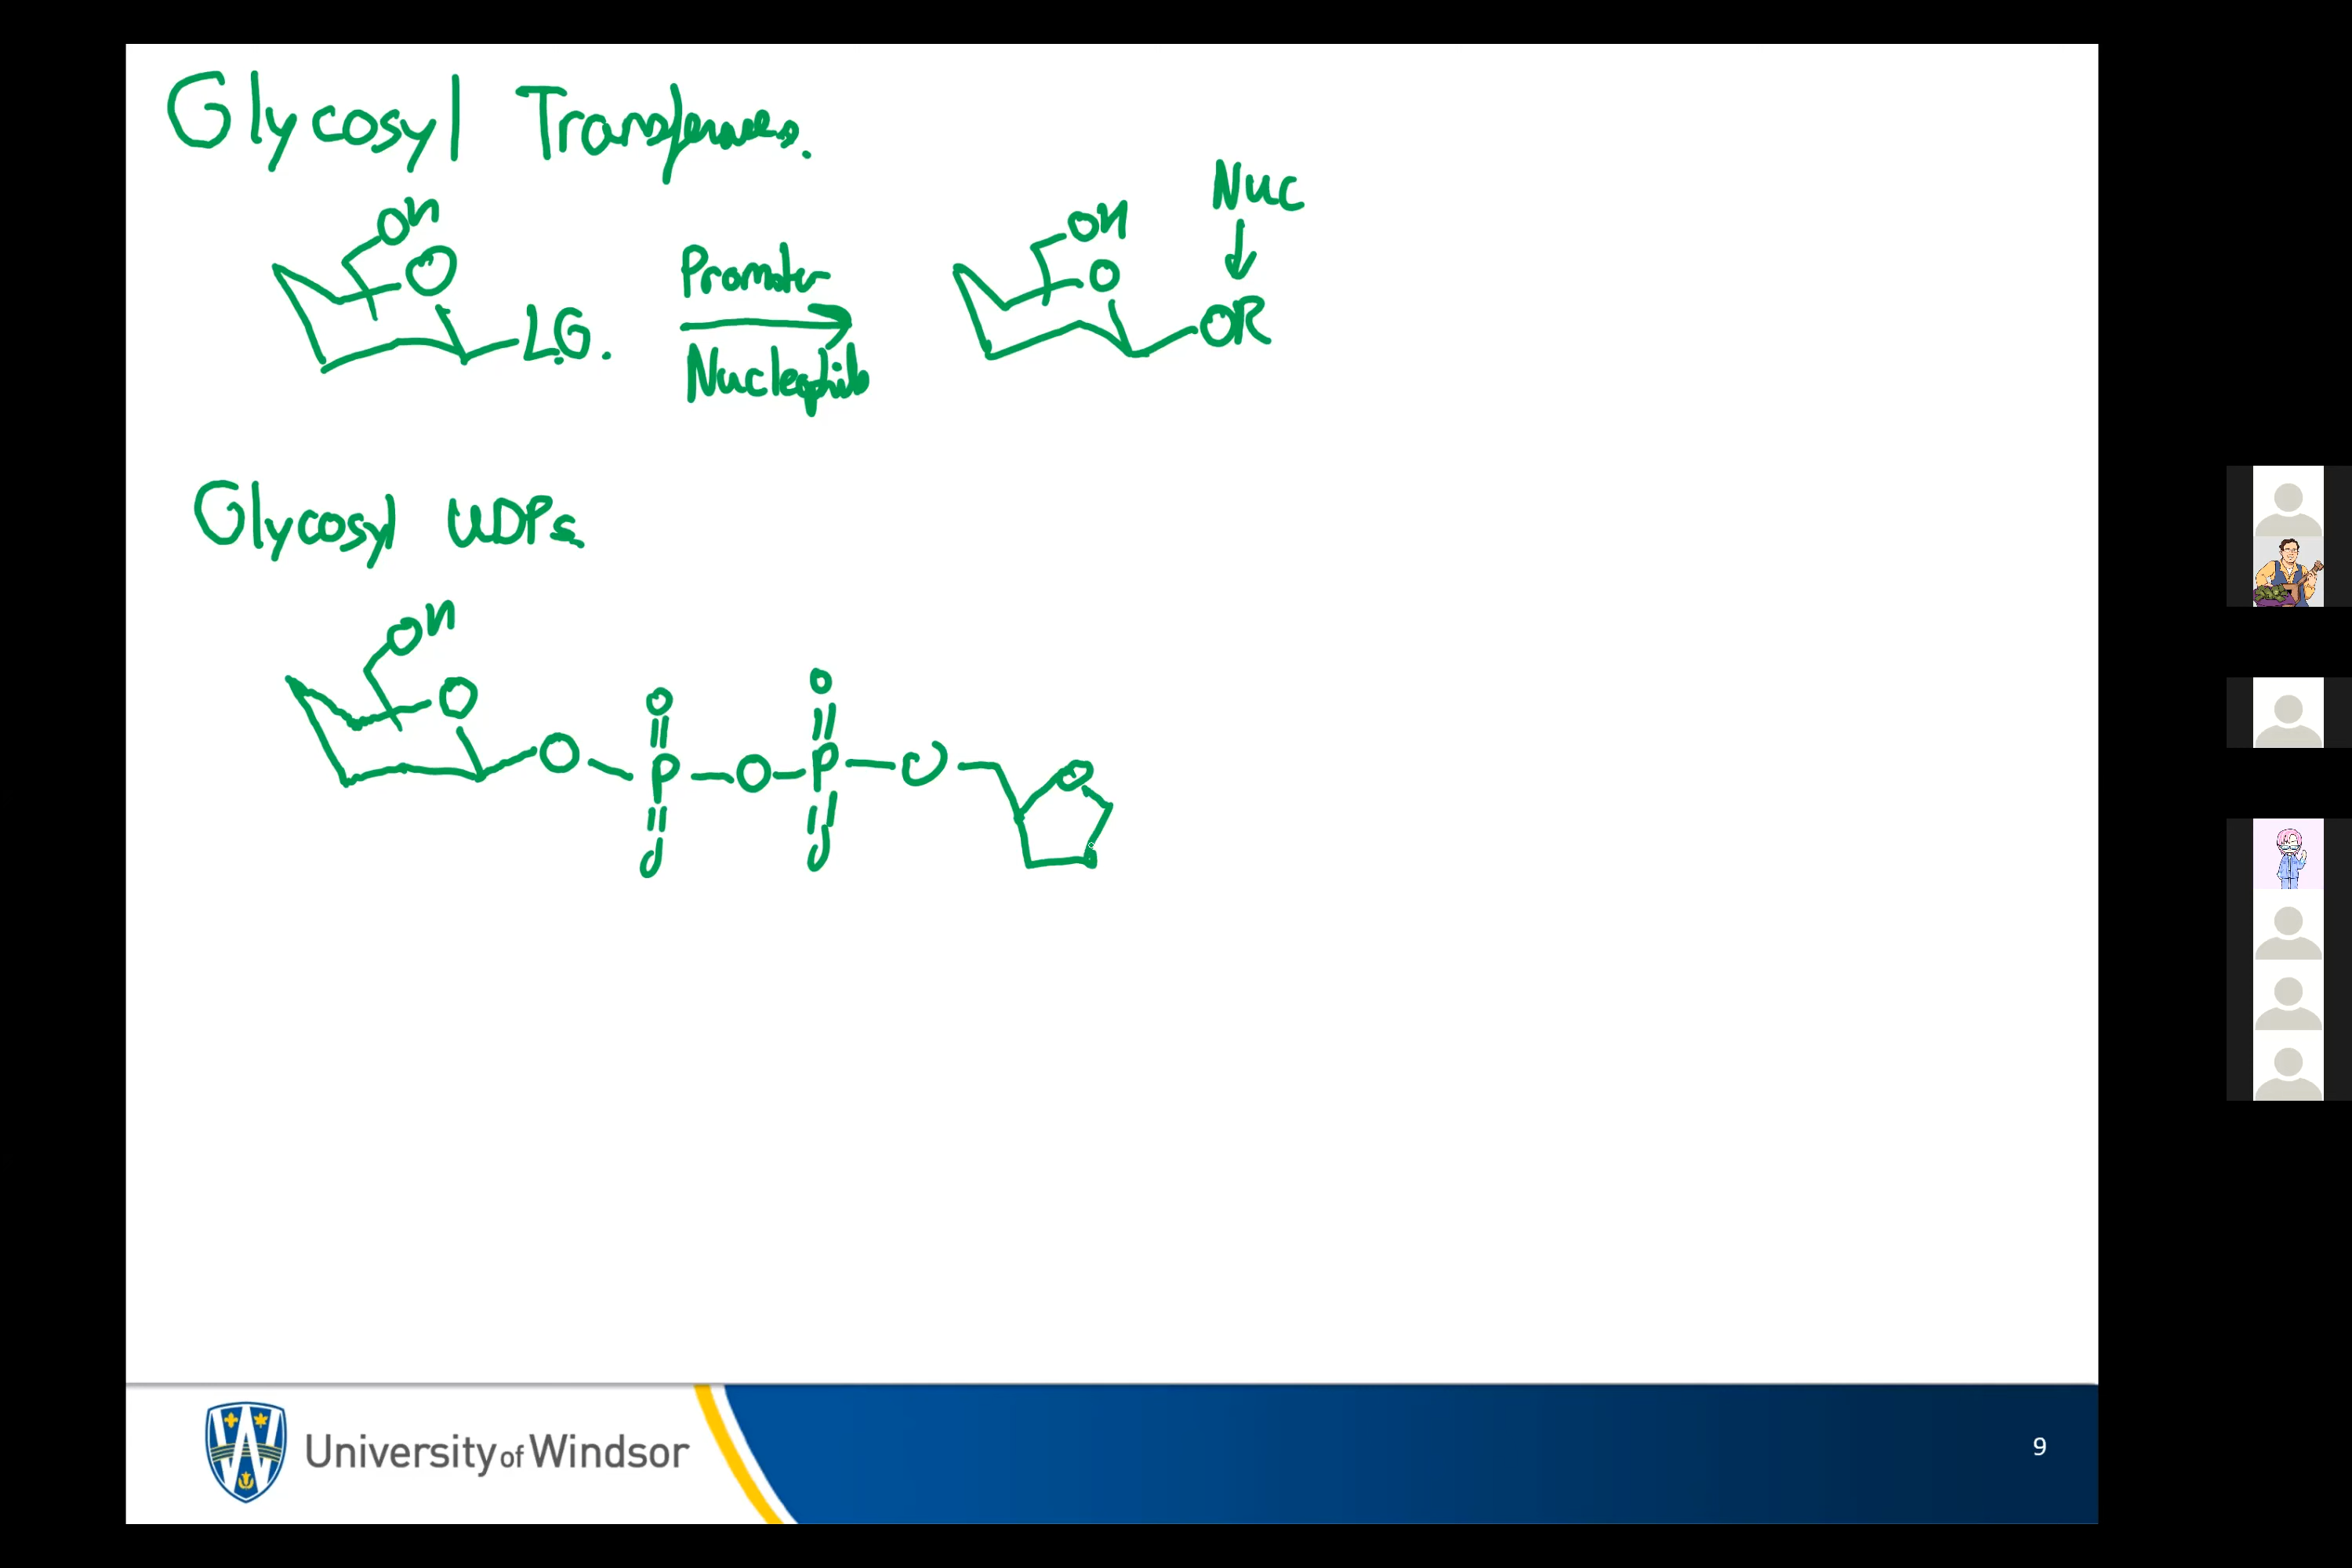 Glycosyl Transferases.
OH
O
LG.
Promoter
Nucleophile
OH
O
Nuc
OR
Glycosyl UDPs
OH
O
O
O
P
O
O
O
P
O
O
O
University of Windsor
9